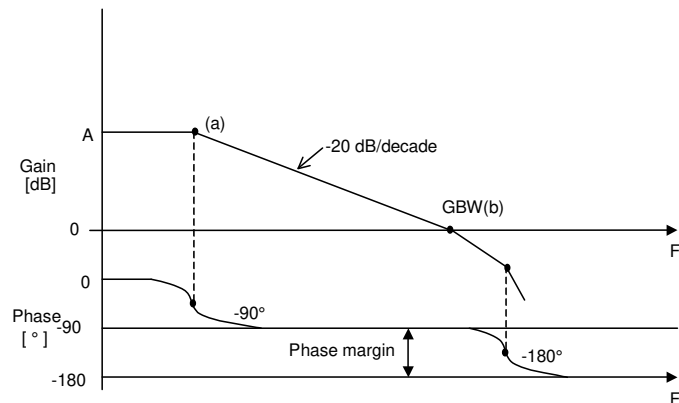 (a)
A
-20 dB/decade
Gain
[dB]
GBW(b)
0
F
0
Phase
-90°
-90
[ ° ]
Phase margin
-180°
-180
F